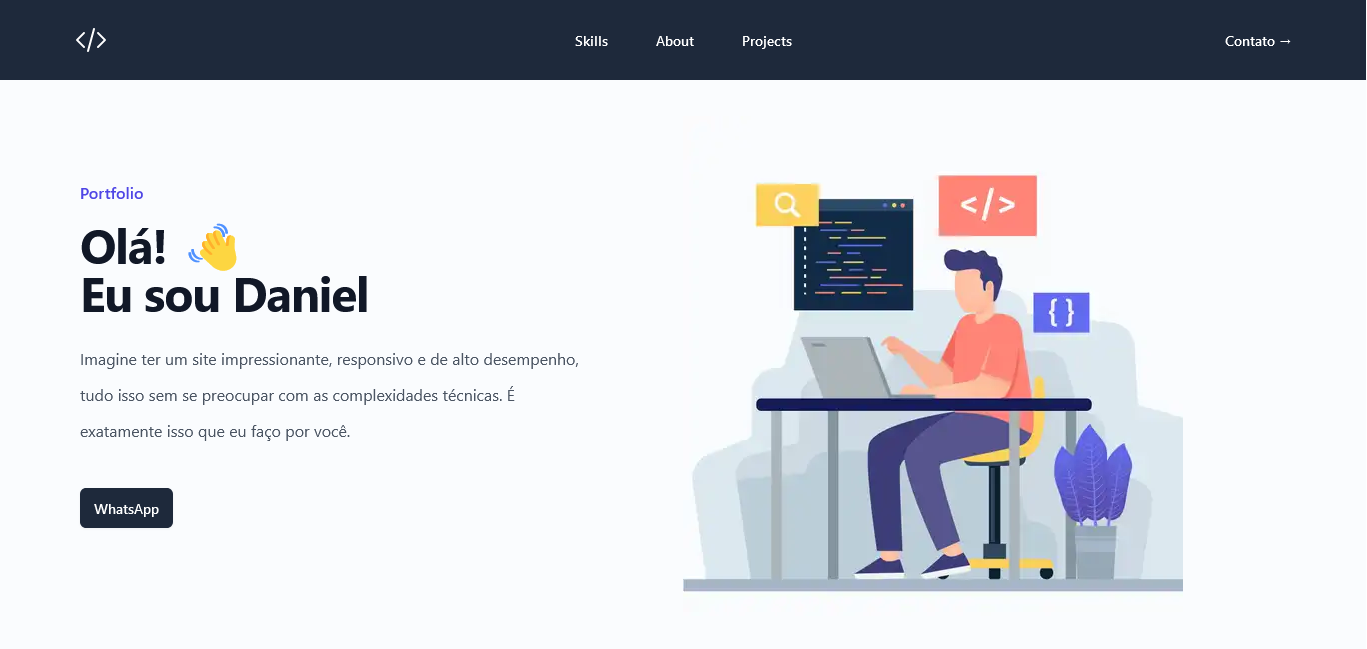 </>
Skills
About
Projects
Contato →
Portfolio
Olá! 👋
Eu sou Daniel
Imagine ter um site impressionante, responsivo e de alto desempenho,
tudo isso sem se preocupar com as complexidades técnicas. É
exatamente isso que eu faço por você.
WhatsApp
</>
{ }